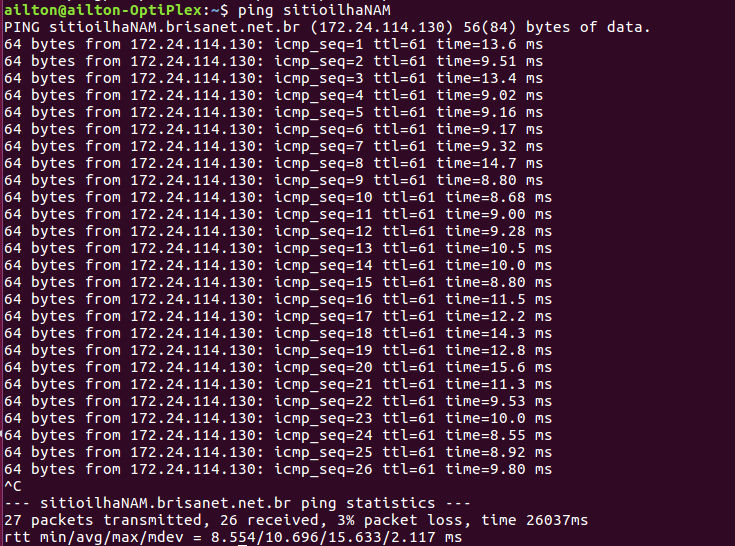 ailton@ailton-OptiPlex:~$ ping sitioilhaNAM
PING sitioilhaNAM.brisanet.net.br (172.24.114.130) 56(84) bytes of data.
64 bytes from 172.24.114.130: icmp_seq=1 ttl=61 time=13.6 ms
64 bytes from 172.24.114.130: icmp_seq=2 ttl=61 time=9.51 ms
64 bytes from 172.24.114.130: icmp_seq=3 ttl=61 time=13.4 ms
64 bytes from 172.24.114.130: icmp_seq=4 ttl=61 time=9.02 ms
64 bytes from 172.24.114.130: icmp_seq=5 ttl=61 time=9.16 ms
64 bytes from 172.24.114.130: icmp_seq=6 ttl=61 time=9.17 ms
64 bytes from 172.24.114.130: icmp_seq=7 ttl=61 time=9.32 ms
64 bytes from 172.24.114.130: icmp_seq=8 ttl=61 time=14.7 ms
64 bytes from 172.24.114.130: icmp_seq=9 ttl=61 time=8.80 ms
64 bytes from 172.24.114.130: icmp_seq=10 ttl=61 time=8.68 ms
64 bytes from 172.24.114.130: icmp_seq=11 ttl=61 time=9.00 ms
64 bytes from 172.24.114.130: icmp_seq=12 ttl=61 time=9.28 ms
64 bytes from 172.24.114.130: icmp_seq=13 ttl=61 time=10.5 ms
64 bytes from 172.24.114.130: icmp_seq=14 ttl=61 time=10.0 ms
64 bytes from 172.24.114.130: icmp_seq=15 ttl=61 time=8.80 ms
64 bytes from 172.24.114.130: icmp_seq=16 ttl=61 time=11.5 ms
64 bytes from 172.24.114.130: icmp_seq=17 ttl=61 time=12.2 ms
64 bytes from 172.24.114.130: icmp_seq=18 ttl=61 time=14.3 ms
64 bytes from 172.24.114.130: icmp_seq=19 ttl=61 time=12.8 ms
64 bytes from 172.24.114.130: icmp_seq=20 ttl=61 time=15.6 ms
64 bytes from 172.24.114.130: icmp_seq=21 ttl=61 time=11.3 ms
64 bytes from 172.24.114.130: icmp_seq=22 ttl=61 time=9.53 ms
64 bytes from 172.24.114.130: icmp_seq=23 ttl=61 time=10.0 ms
64 bytes from 172.24.114.130: icmp_seq=24 ttl=61 time=8.55 ms
64 bytes from 172.24.114.130: icmp_seq=25 ttl=61 time=8.92 ms
64 bytes from 172.24.114.130: icmp_seq=26 ttl=61 time=9.80 ms
^C
--- sitioilhaNAM.brisanet.net.br ping statistics ---
27 packets transmitted, 26 received, 3% packet loss, time 26037ms
rtt min/avg/max/mdev = 8.554/10.696/15.633/2.117 ms